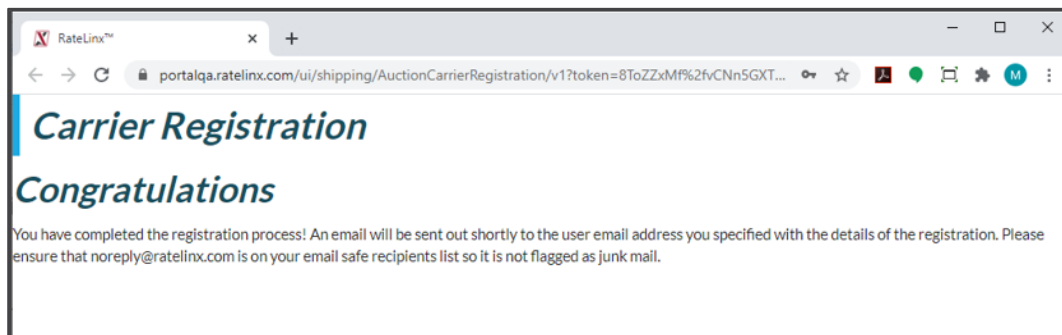 RateLinx™
portalqa.ratelinx.com/ui/shipping/AuctionCarrierRegistration/v1?token=8ToZZxMf%2fvCNn5GXT...
M
Carrier Registration
Congratulations
You have completed the registration process! An email will be sent out shortly to the user email address you specified with the details of the registration. Please
ensure that noreply@ratelinx.com is on your email safe recipients list so it is not flagged as junk mail.